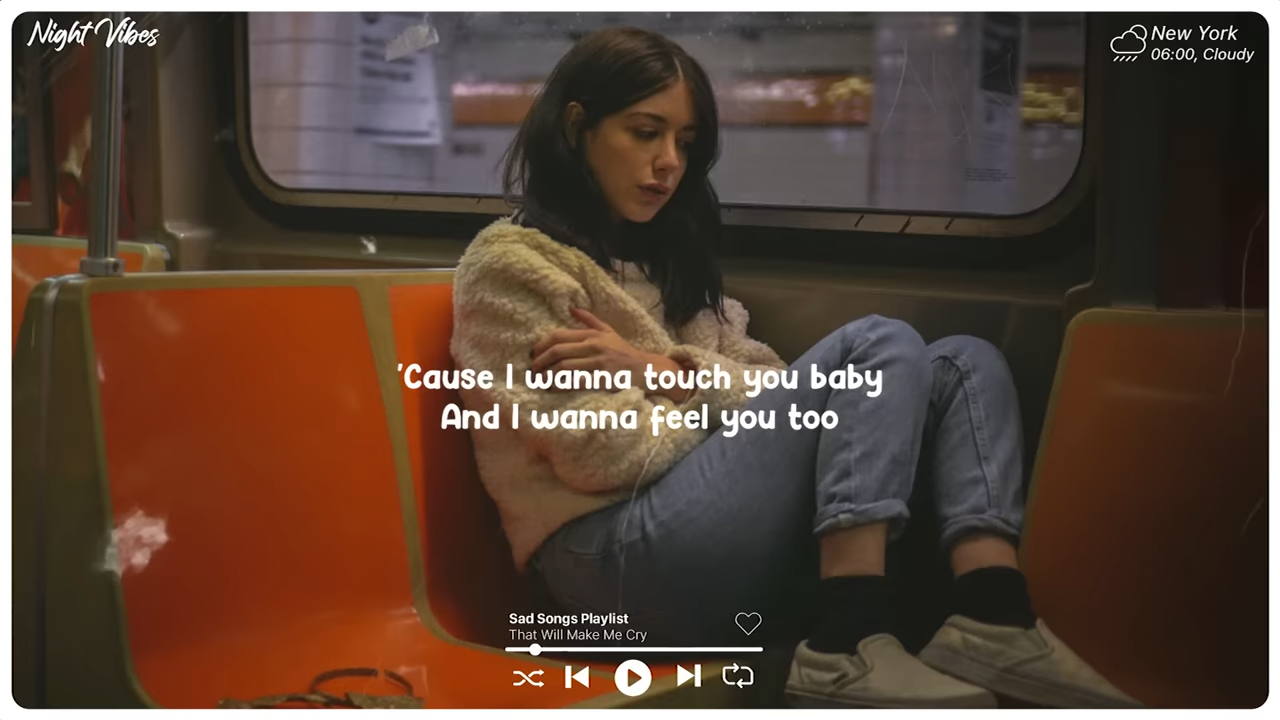 Night Vibes
New York
06:00, Cloudy
'Cause I wanna touch you baby
And I wanna feel you too
Sad Songs Playlist
That Will Make Me Cry